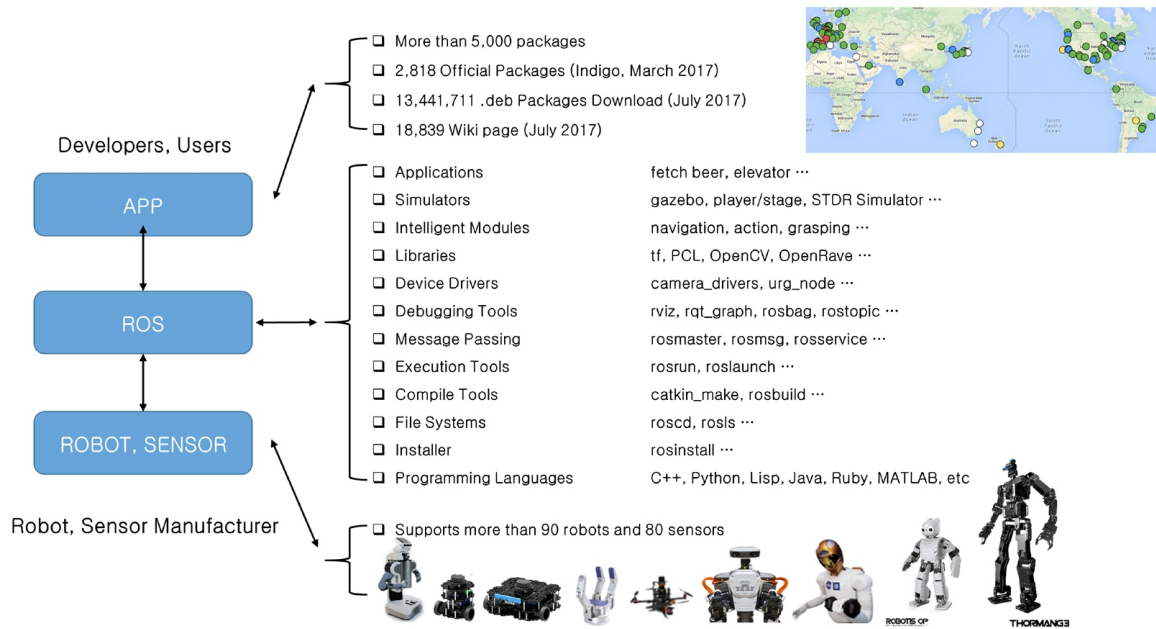 More than 5,000 packages
2,818 Official Packages (Indigo, March 2017)
13,441,711 .deb Packages Download (July 2017)
18,839 Wiki page (July 2017)
Developers, Users
APP
ROS
ROBOT, SENSOR
Robot, Sensor Manufacturer
Applications fetch beer, elevator ⋯
Simulators gazebo, player/stage, STDR Simulator ⋯
Intelligent Modules navigation, action, grasping ⋯
Libraries tf, PCL, OpenCV, OpenRave ⋯
Device Drivers camera_drivers, urg_node ⋯
Debugging Tools rviz, rqt_graph, rosbag, rostopic ⋯
Message Passing rosmaster, rosmsg, rosservice ⋯
Execution Tools rosrun, roslaunch ⋯
Compile Tools catkin_make, rosbuild ⋯
File Systems roscd, rosls ⋯
Installer rosinstall ⋯
Programming Languages C++, Python, Lisp, Java, Ruby, MATLAB, etc
Supports more than 90 robots and 80 sensors
ROBOTIS OP
THORMANG3